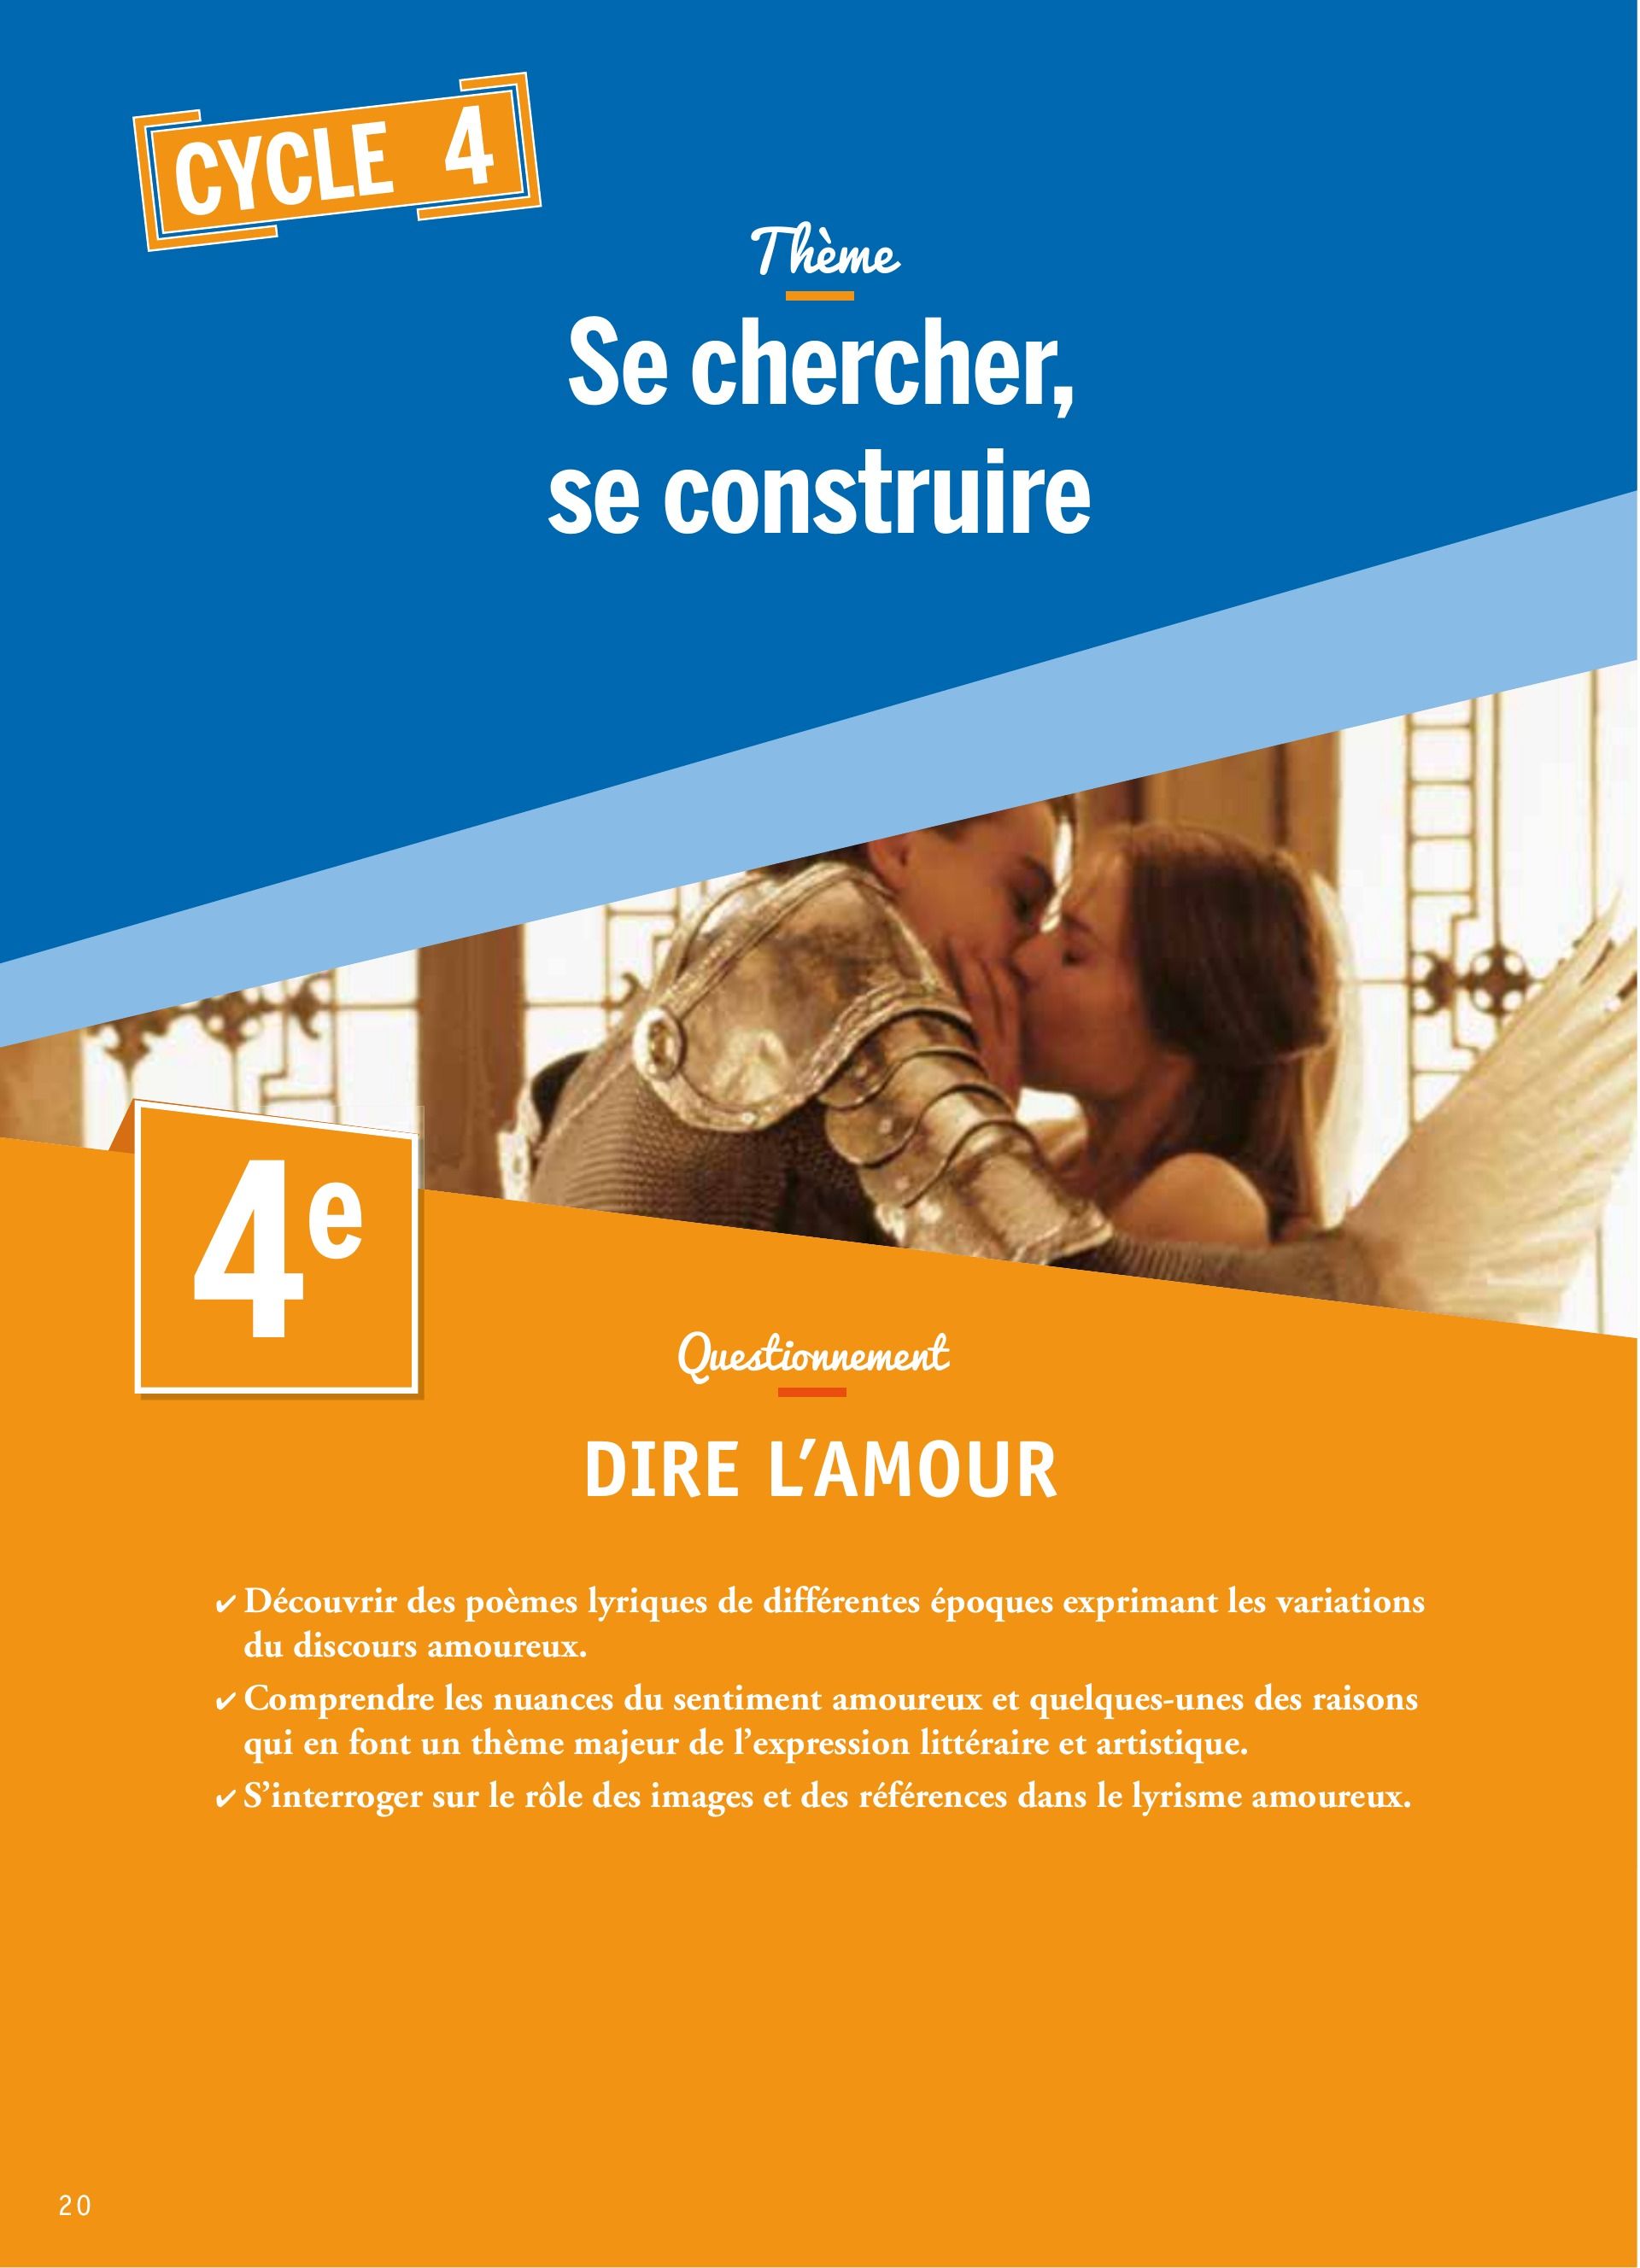 CYCLE 4
Thème
Se chercher,
se construire
4e
Questionnement
DIRE L’AMOUR
✔ Découvrir des poèmes lyriques de différentes époques exprimant les variations
du discours amoureux.
✔ Comprendre les nuances du sentiment amoureux et quelques-unes des raisons
qui en font un thème majeur de l’expression littéraire et artistique.
✔ S’interroger sur le rôle des images et des références dans le lyrisme amoureux.
20